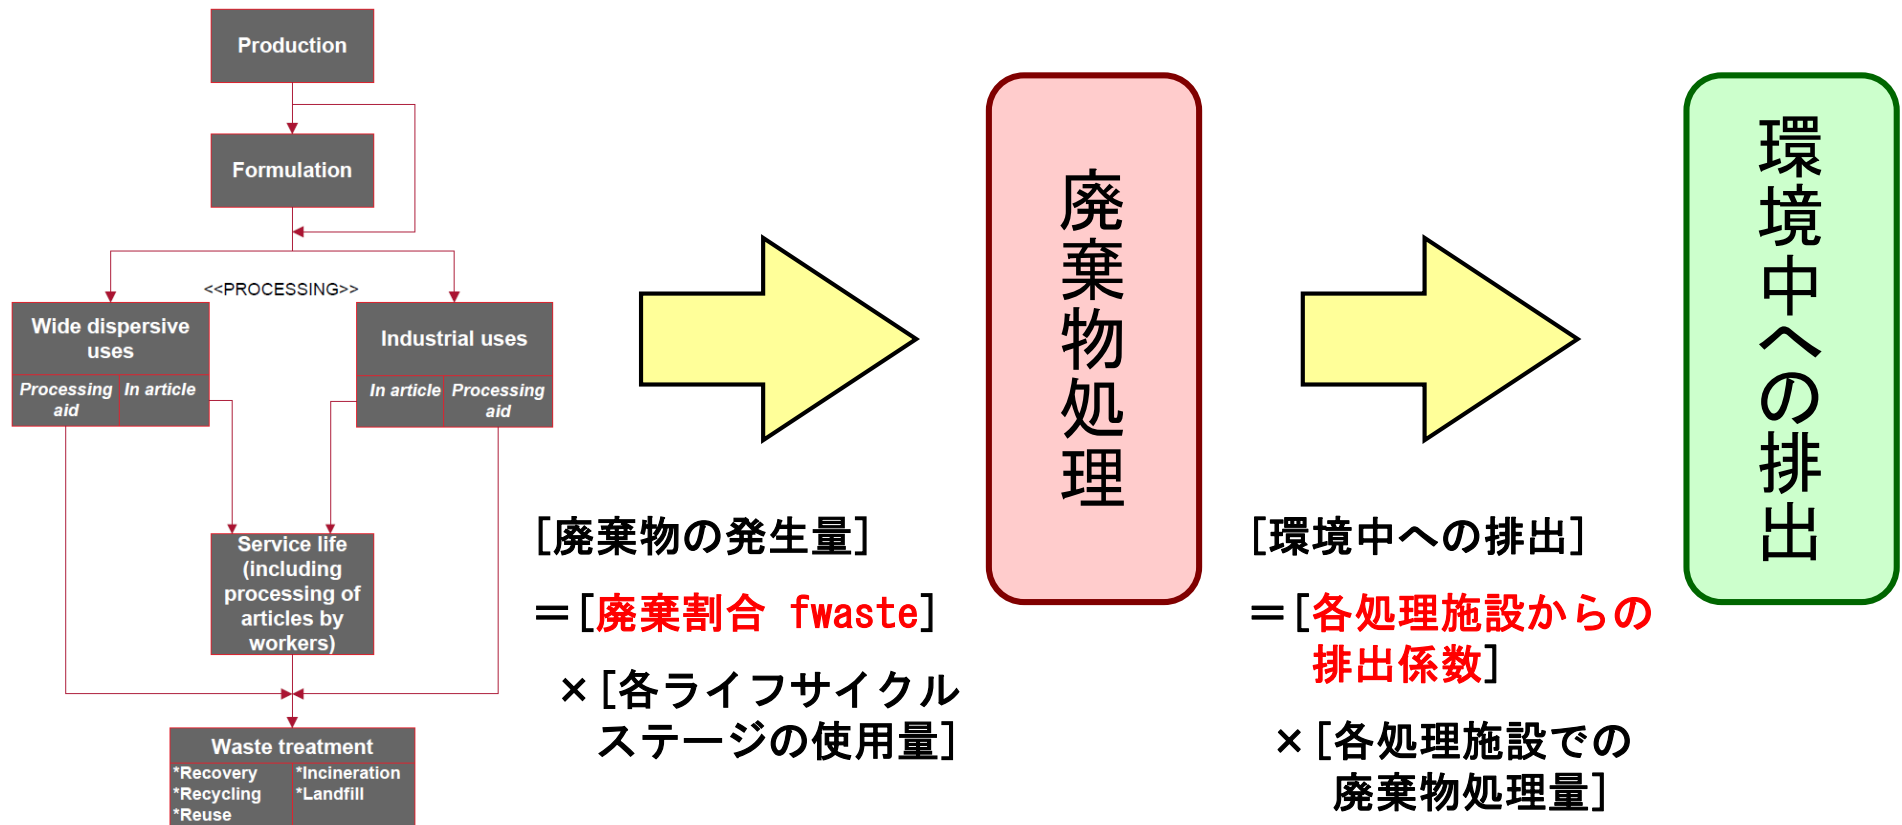 Production
Formulation
<<PROCESSING>>
Wide dispersive
uses
Processing
aid
In article
Industrial uses
In article
Processing
aid
Service life
(including
processing of
articles by
workers)
Waste treatment
*Recovery
*Recycling
*Reuse
*Incineration
*Landfill
[廃棄物の発生量]
＝[廃棄割合 fwaste]
×[各ライフサイクル
ステージの使用量]
廃棄物処理
[環境中への排出]
＝[各処理施設からの
排出係数]
×[各処理施設での
廃棄物処理量]
環境中への排出